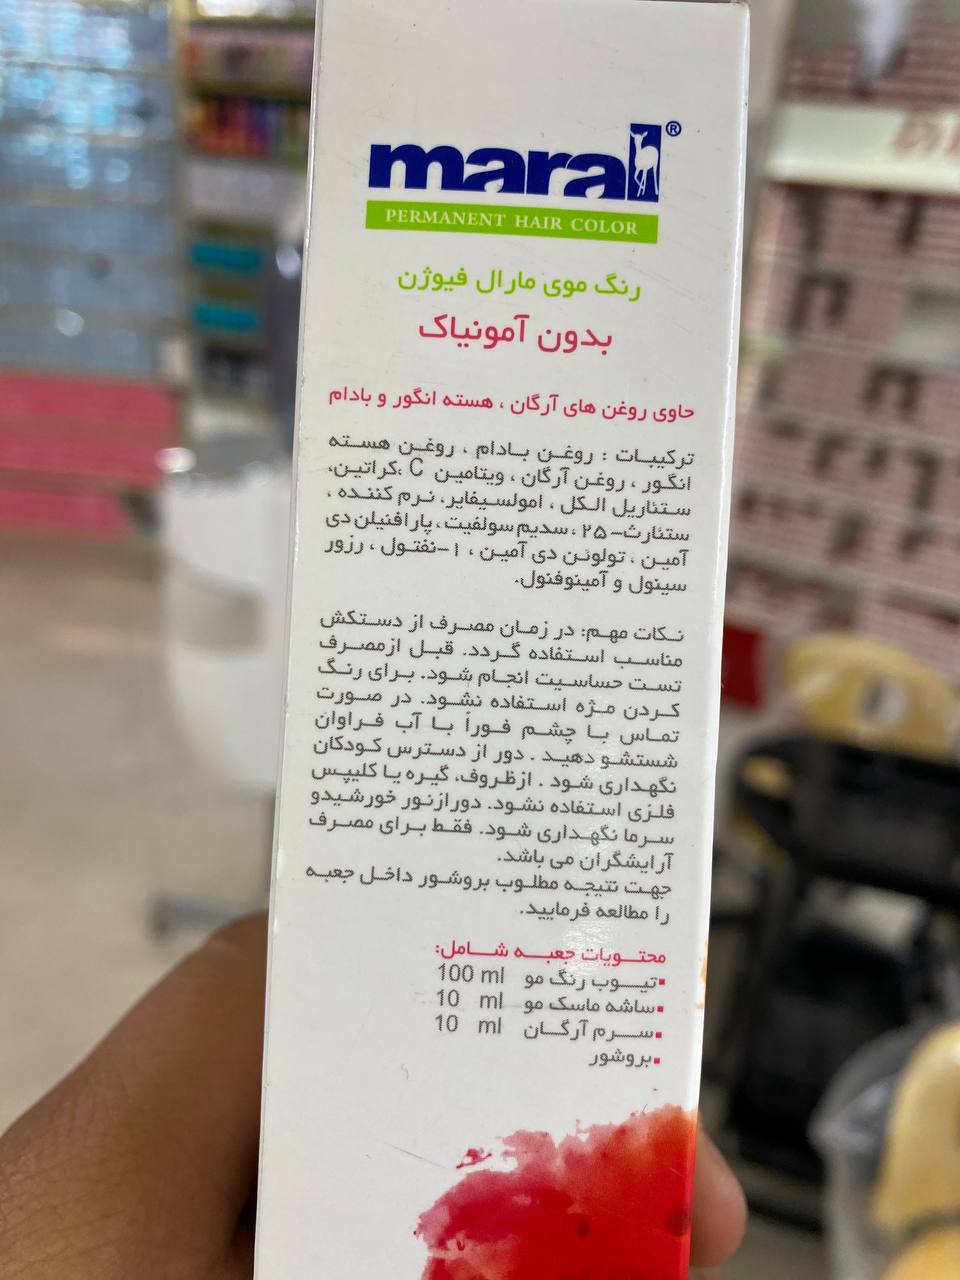 maral®
PERMANENT HAIR COLOR
رنگ موی مارال فیوژن
بدون آمونیاک
حاوی روغن های آرگان ، هسته انگور و بادام
ترکیبات : روغن بادام ، روغن هسته
انگور ، روغن آرگان ، ویتامین C ،کراتین،
ستئاریل الکل ، امولسیفایر، نرم کننده ،
ستئارث-۲۵ ، سدیم سولفیت، پارافنیلن دی
آمین ، تولوئن دی آمین ، ۱-نفتول ، رزور
سینول و آمینوفنول.
نکات مهم: در زمان مصرف از دستکش
مناسب استفاده گردد. قبل ازمصرف
تست حساسیت انجام شود. برای رنگ
کردن مژه استفاده نشود. در صورت
تماس با چشم فوراً با آب فراوان
شستشو دهید . دور از دسترس کودکان
نگهداری شود . ازظروف، گیره یا کلیپس
فلزی استفاده نشود. دورازنور خورشیدو
سرما نگهداری شود. فقط برای مصرف
آرایشگران می باشد.
جهت نتیجه مطلوب بروشور داخل جعبه
را مطالعه فرمایید.
محتویات جعبه شامل:
▪تیوب رنگ مو 100 ml
▪ساشه ماسک مو 10 ml
▪سرم آرگان 10 ml
▪بروشور